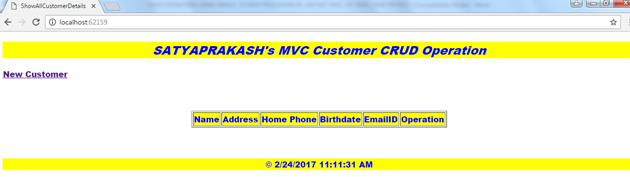 ShowAllCustomerDetails
localhost:62159
SATYAPRAKASH's MVC Customer CRUD Operation
New Customer
Name Address Home Phone Birthdate EmailID Operation
© 2/24/2017 11:11:31 AM